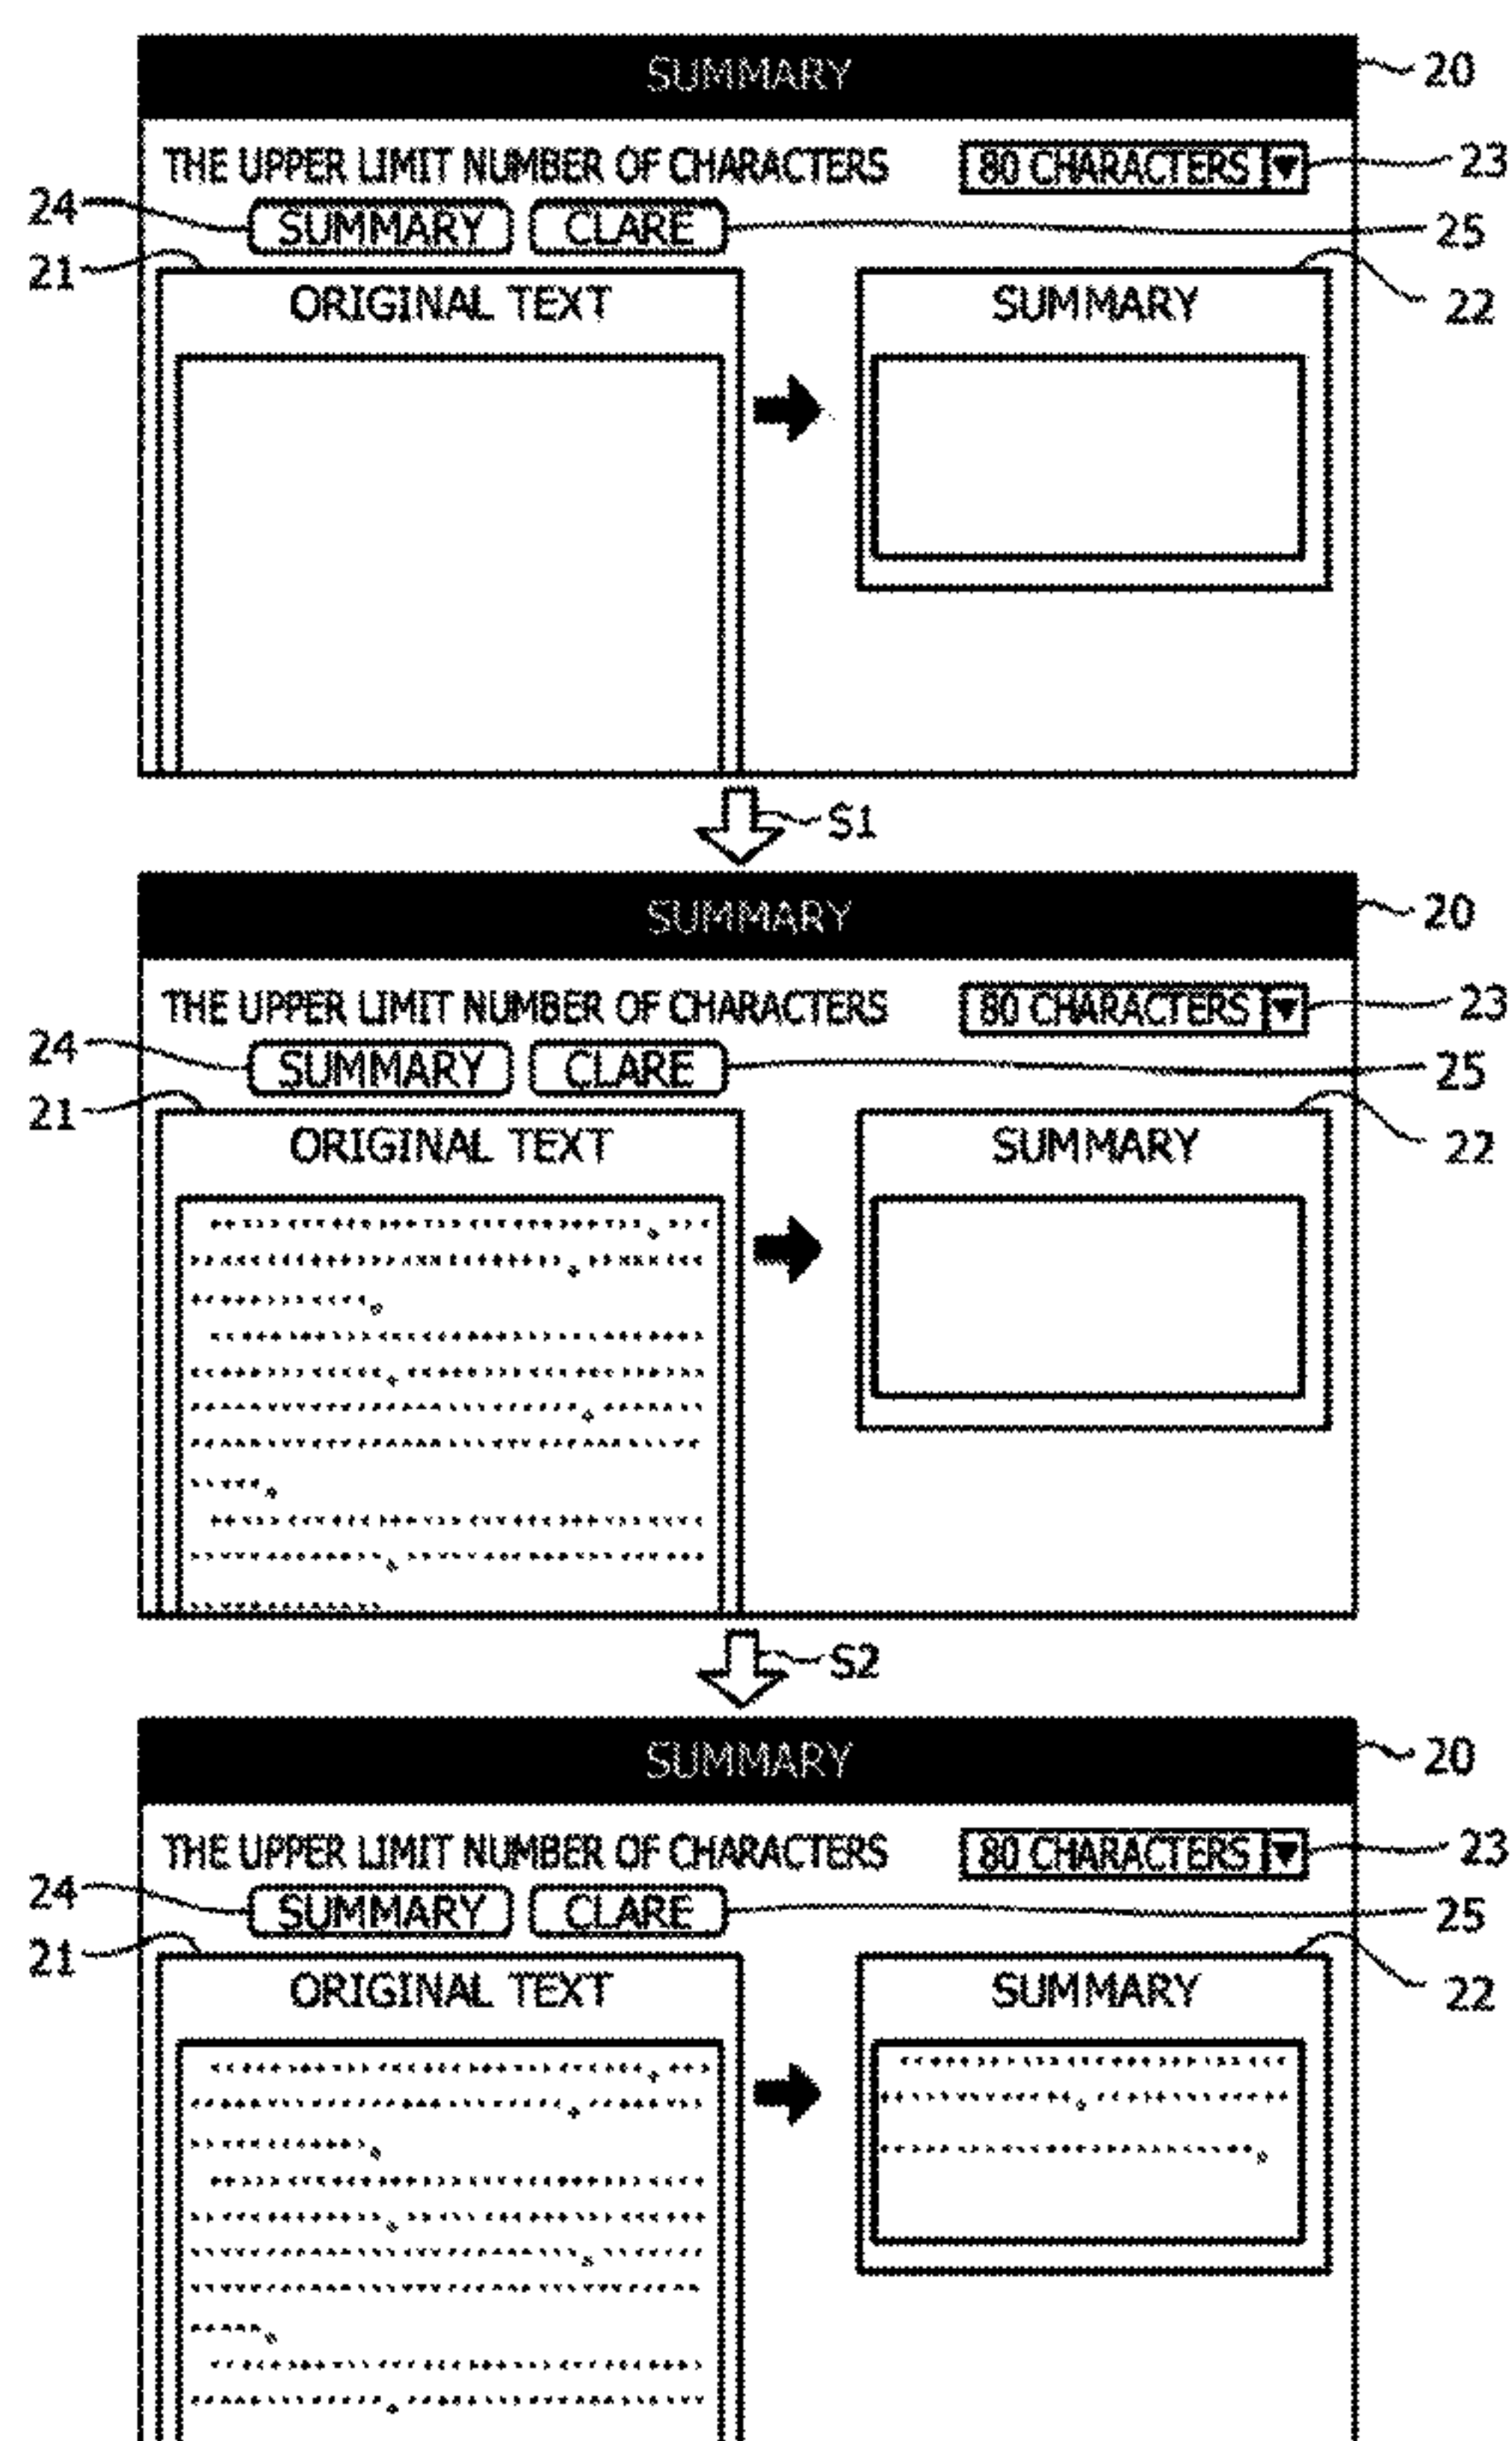 SUMMARY
20
THE UPPER LIMIT NUMBER OF CHARACTERS 80 CHARACTERS ▼ 23
24 SUMMARY CLARE 25
21 ORIGINAL TEXT SUMMARY 22
S1
SUMMARY
20
THE UPPER LIMIT NUMBER OF CHARACTERS 80 CHARACTERS ▼ 23
24 SUMMARY CLARE 25
21 ORIGINAL TEXT SUMMARY 22
S2
SUMMARY
20
THE UPPER LIMIT NUMBER OF CHARACTERS 80 CHARACTERS ▼ 23
24 SUMMARY CLARE 25
21 ORIGINAL TEXT SUMMARY 22